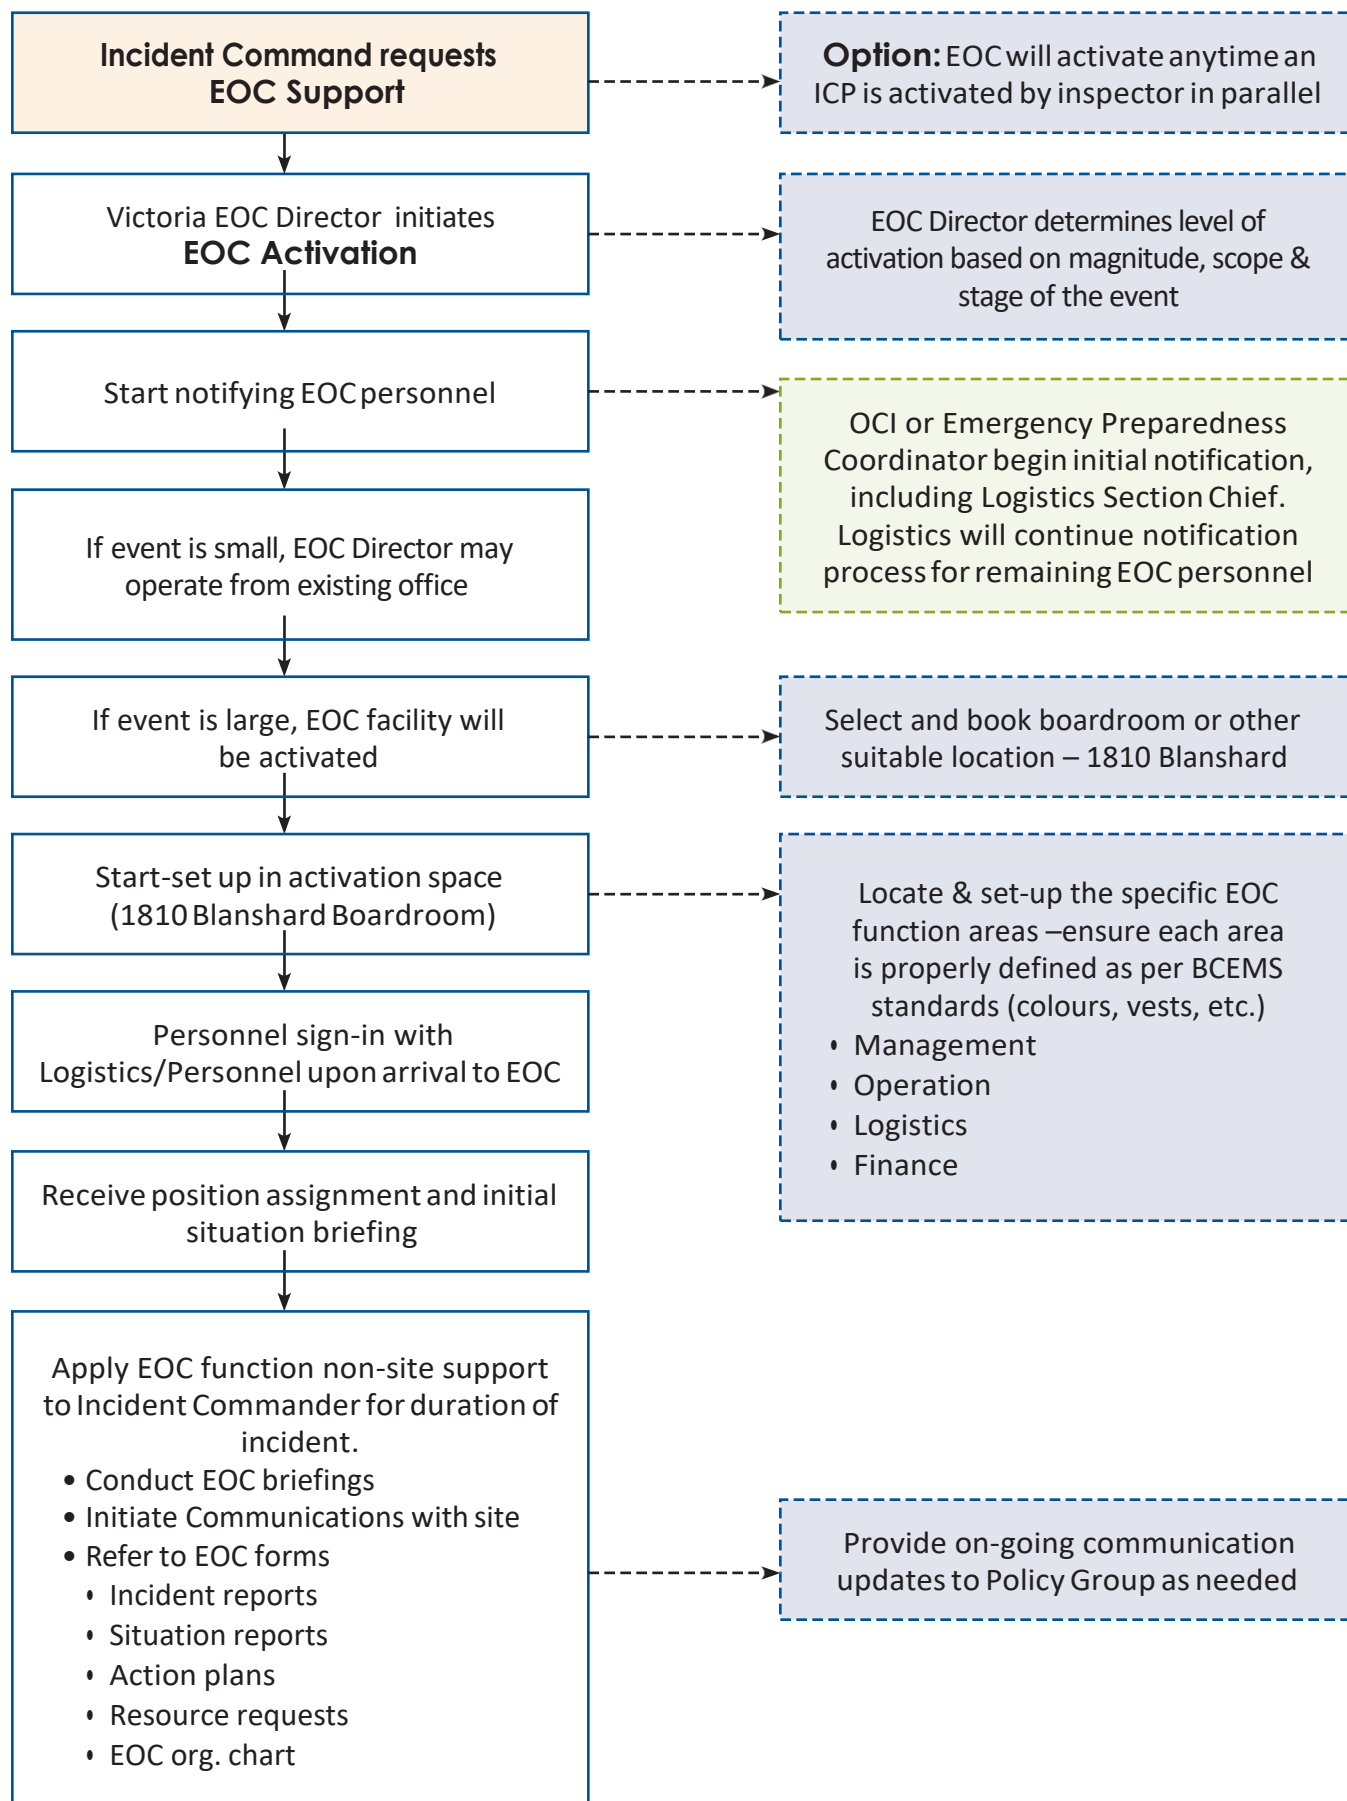 Incident Command requests
EOC Support
Option: EOC will activate anytime an
ICP is activated by inspector in parallel
Victoria EOC Director initiates
EOC Activation
EOC Director determines level of
activation based on magnitude, scope &
stage of the event
Start notifying EOC personnel
OCI or Emergency Preparedness
Coordinator begin initial notification,
including Logistics Section Chief.
Logistics will continue notification
process for remaining EOC personnel
If event is small, EOC Director may
operate from existing office
If event is large, EOC facility will
be activated
Select and book boardroom or other
suitable location – 1810 Blanshard
Start-set up in activation space
(1810 Blanshard Boardroom)
Locate & set-up the specific EOC
function areas –ensure each area
is properly defined as per BCEMS
standards (colours, vests, etc.)
• Management
• Operation
• Logistics
• Finance
Personnel sign-in with
Logistics/Personnel upon arrival to EOC
Receive position assignment and initial
situation briefing
Apply EOC function non-site support
to Incident Commander for duration of
incident.
• Conduct EOC briefings
• Initiate Communications with site
• Refer to EOC forms
• Incident reports
• Situation reports
• Action plans
• Resource requests
• EOC org. chart
Provide on-going communication
updates to Policy Group as needed